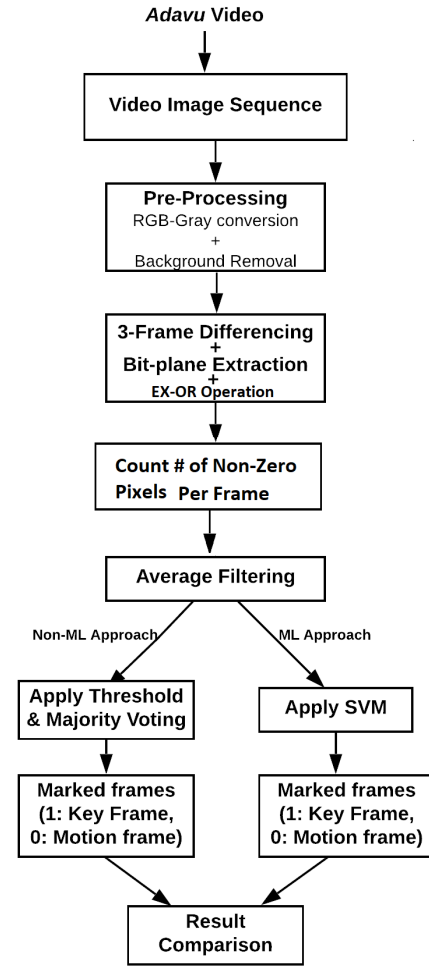 Adavu Video
Video Image Sequence
Pre-Processing
RGB-Gray conversion
+
Background Removal
3-Frame Differencing
+
Bit-plane Extraction
+
EX-OR Operation
Count # of Non-Zero
Pixels Per Frame
Average Filtering
Non-ML Approach
ML Approach
Apply Threshold
& Majority Voting
Apply SVM
Marked frames
(1: Key Frame,
0: Motion frame)
Marked frames
(1: Key Frame,
0: Motion frame)
Result
Comparison